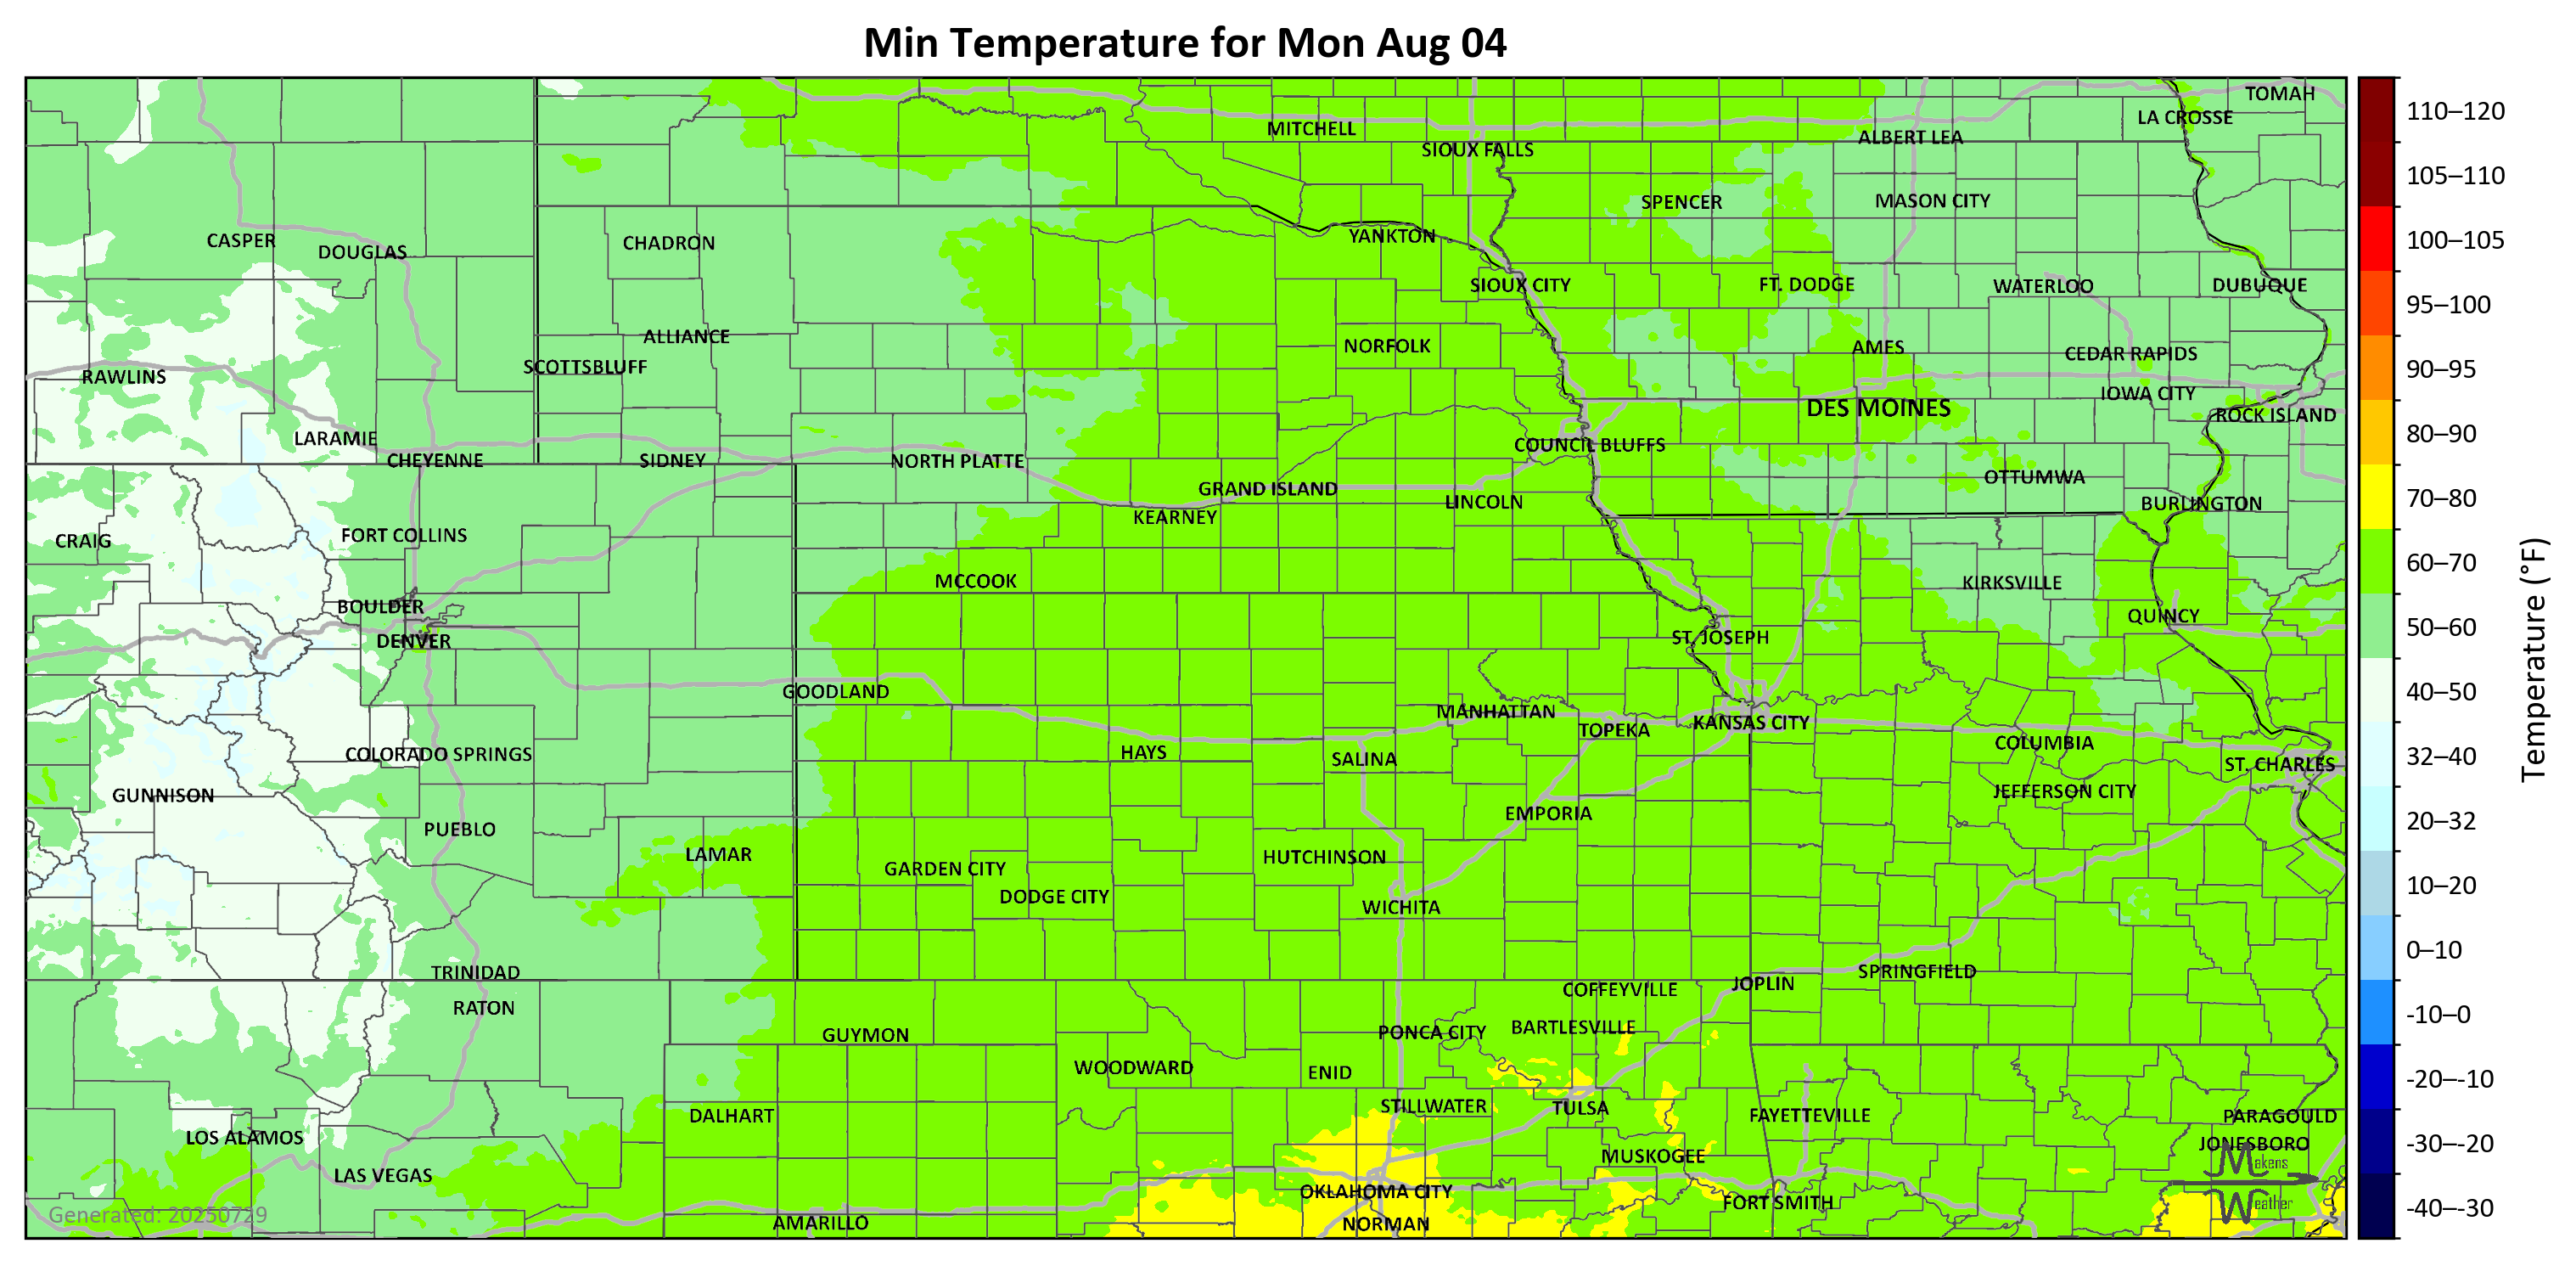 Min Temperature for Mon Aug 04
TOMAH
LA CROSSE
MITCHELL
ALBERT LEA
SIOUX FALLS
SPENCER
MASON CITY
CASPER
DOUGLAS
CHADRON
YANKTON
SIOUX CITY
FT. DODGE
WATERLOO
DUBUQUE
ALLIANCE
NORFOLK
AMES
CEDAR RAPIDS
SCOTTSBLUFF
RAWLINS
IOWA CITY
DES MOINES
ROCK ISLAND
LARAMIE
COUNCIL BLUFFS
CHEYENNE
SIDNEY
NORTH PLATTE
OTTUMWA
GRAND ISLAND
LINCOLN
BURLINGTON
KEARNEY
FORT COLLINS
CRAIG
MCCOOK
KIRKSVILLE
BOULDER
QUINCY
DENVER
ST. JOSEPH
GOODLAND
MANHATTAN
KANSAS CITY
TOPEKA
COLUMBIA
COLORADO SPRINGS
HAYS
SALINA
ST. CHARLES
GUNNISON
JEFFERSON CITY
EMPORIA
PUEBLO
LAMAR
HUTCHINSON
GARDEN CITY
DODGE CITY
WICHITA
TRINIDAD
SPRINGFIELD
JOPLIN
COFFEYVILLE
RATON
BARTLESVILLE
PONCA CITY
GUYMON
WOODWARD
ENID
STILLWATER
TULSA
DALHART
FAYETTEVILLE
PARAGOULD
LOS ALAMOS
JONESBORO
MUSKOGEE
LAS VEGAS
OKLAHOMA CITY
FORT SMITH
AMARILLO
NORMAN
Makens
Weather
Generated: 20250729
110–120
105–110
100–105
95–100
90–95
80–90
70–80
60–70
50–60
40–50
32–40
20–32
10–20
0–10
-10–0
-20–-10
-30–-20
-40–-30
Temperature (°F)